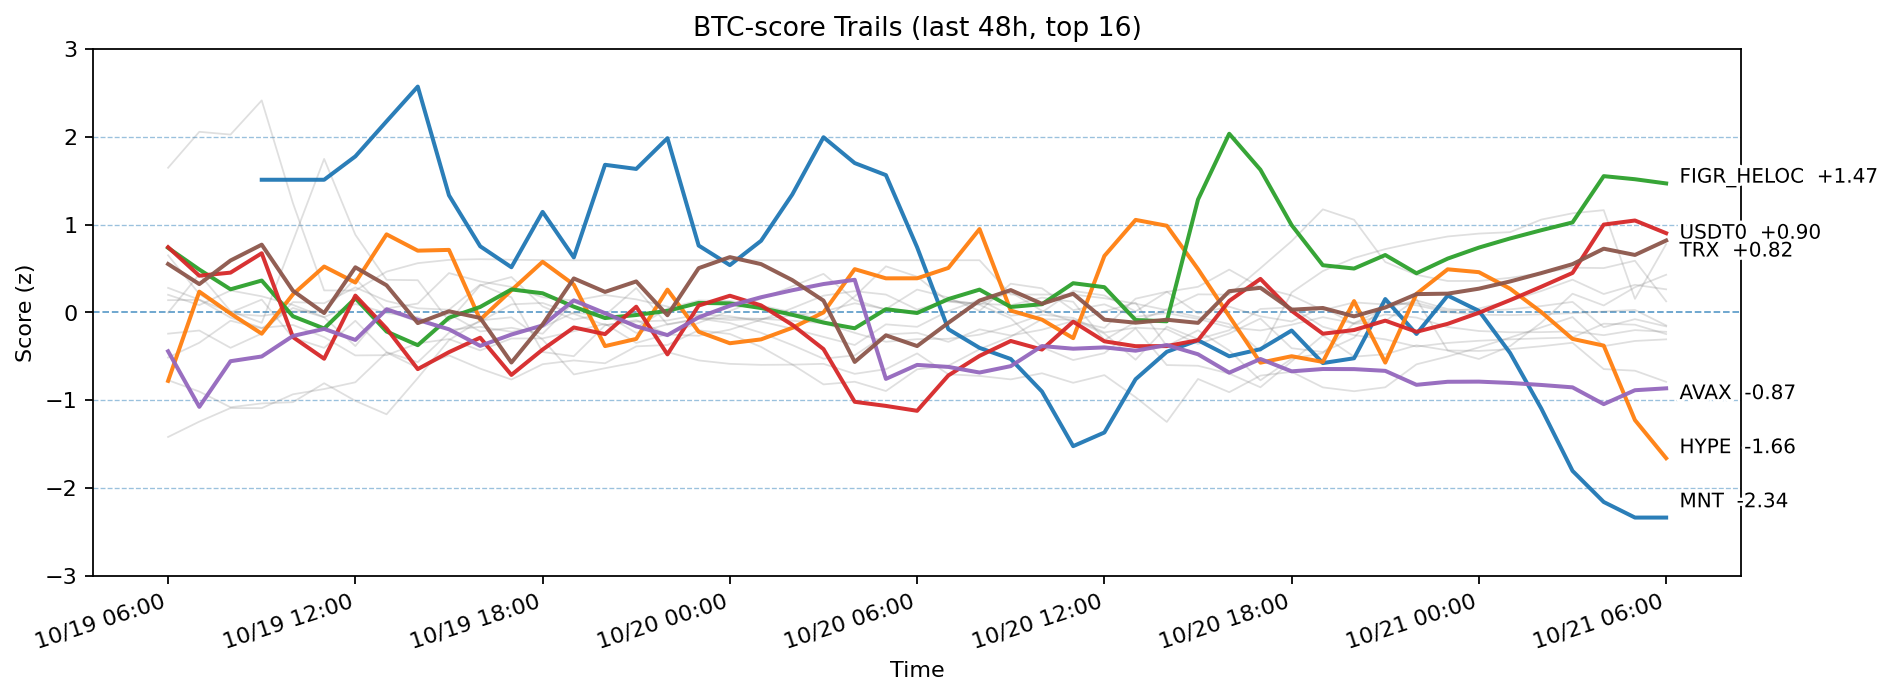 BTC-score Trails (last 48h, top 16)
Score (z)
3
2
1
0
−1
−2
−3
FIGR_HELOC +1.47
USDT0 +0.90
TRX +0.82
AVAX -0.87
HYPE -1.66
MNT -2.34
10/19 06:00
10/19 12:00
10/19 18:00
10/20 00:00
10/20 06:00
10/20 12:00
10/20 18:00
10/21 00:00
10/21 06:00
Time